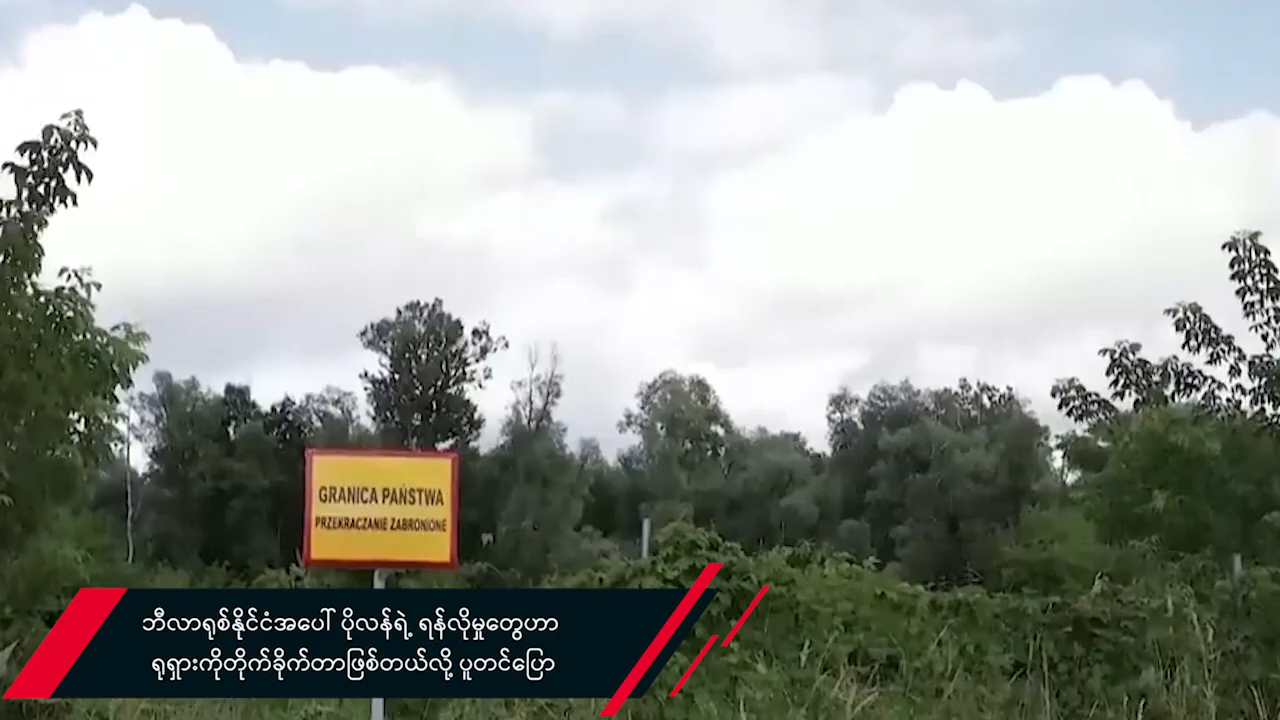 GRANICA PAŃSTWA
PRZEKRACZANIE ZABRONIONE
ဘီလာရုစ်နိုင်ငံအပေါ် ပိုလန်ရဲ့ ရန်လိုမှုတွေဟာ
ရုရှားကိုတိုက်ခိုက်တာဖြစ်တယ်လို့ ပူတင်ပြော